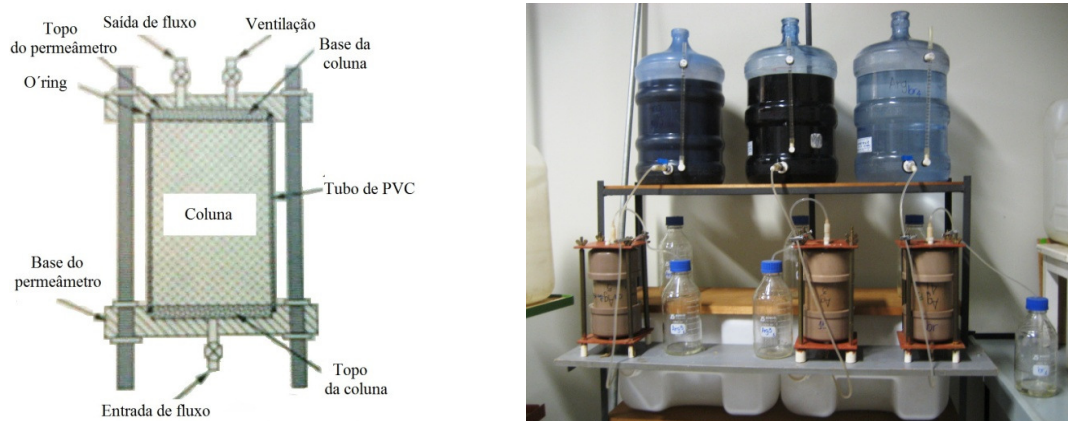 Saída de fluxo
Ventilação
Topo
do permeâmetro
Base da
coluna
O´ring
Tubo de PVC
Coluna
Base do
permeâmetro
Topo
da coluna
Entrada de fluxo